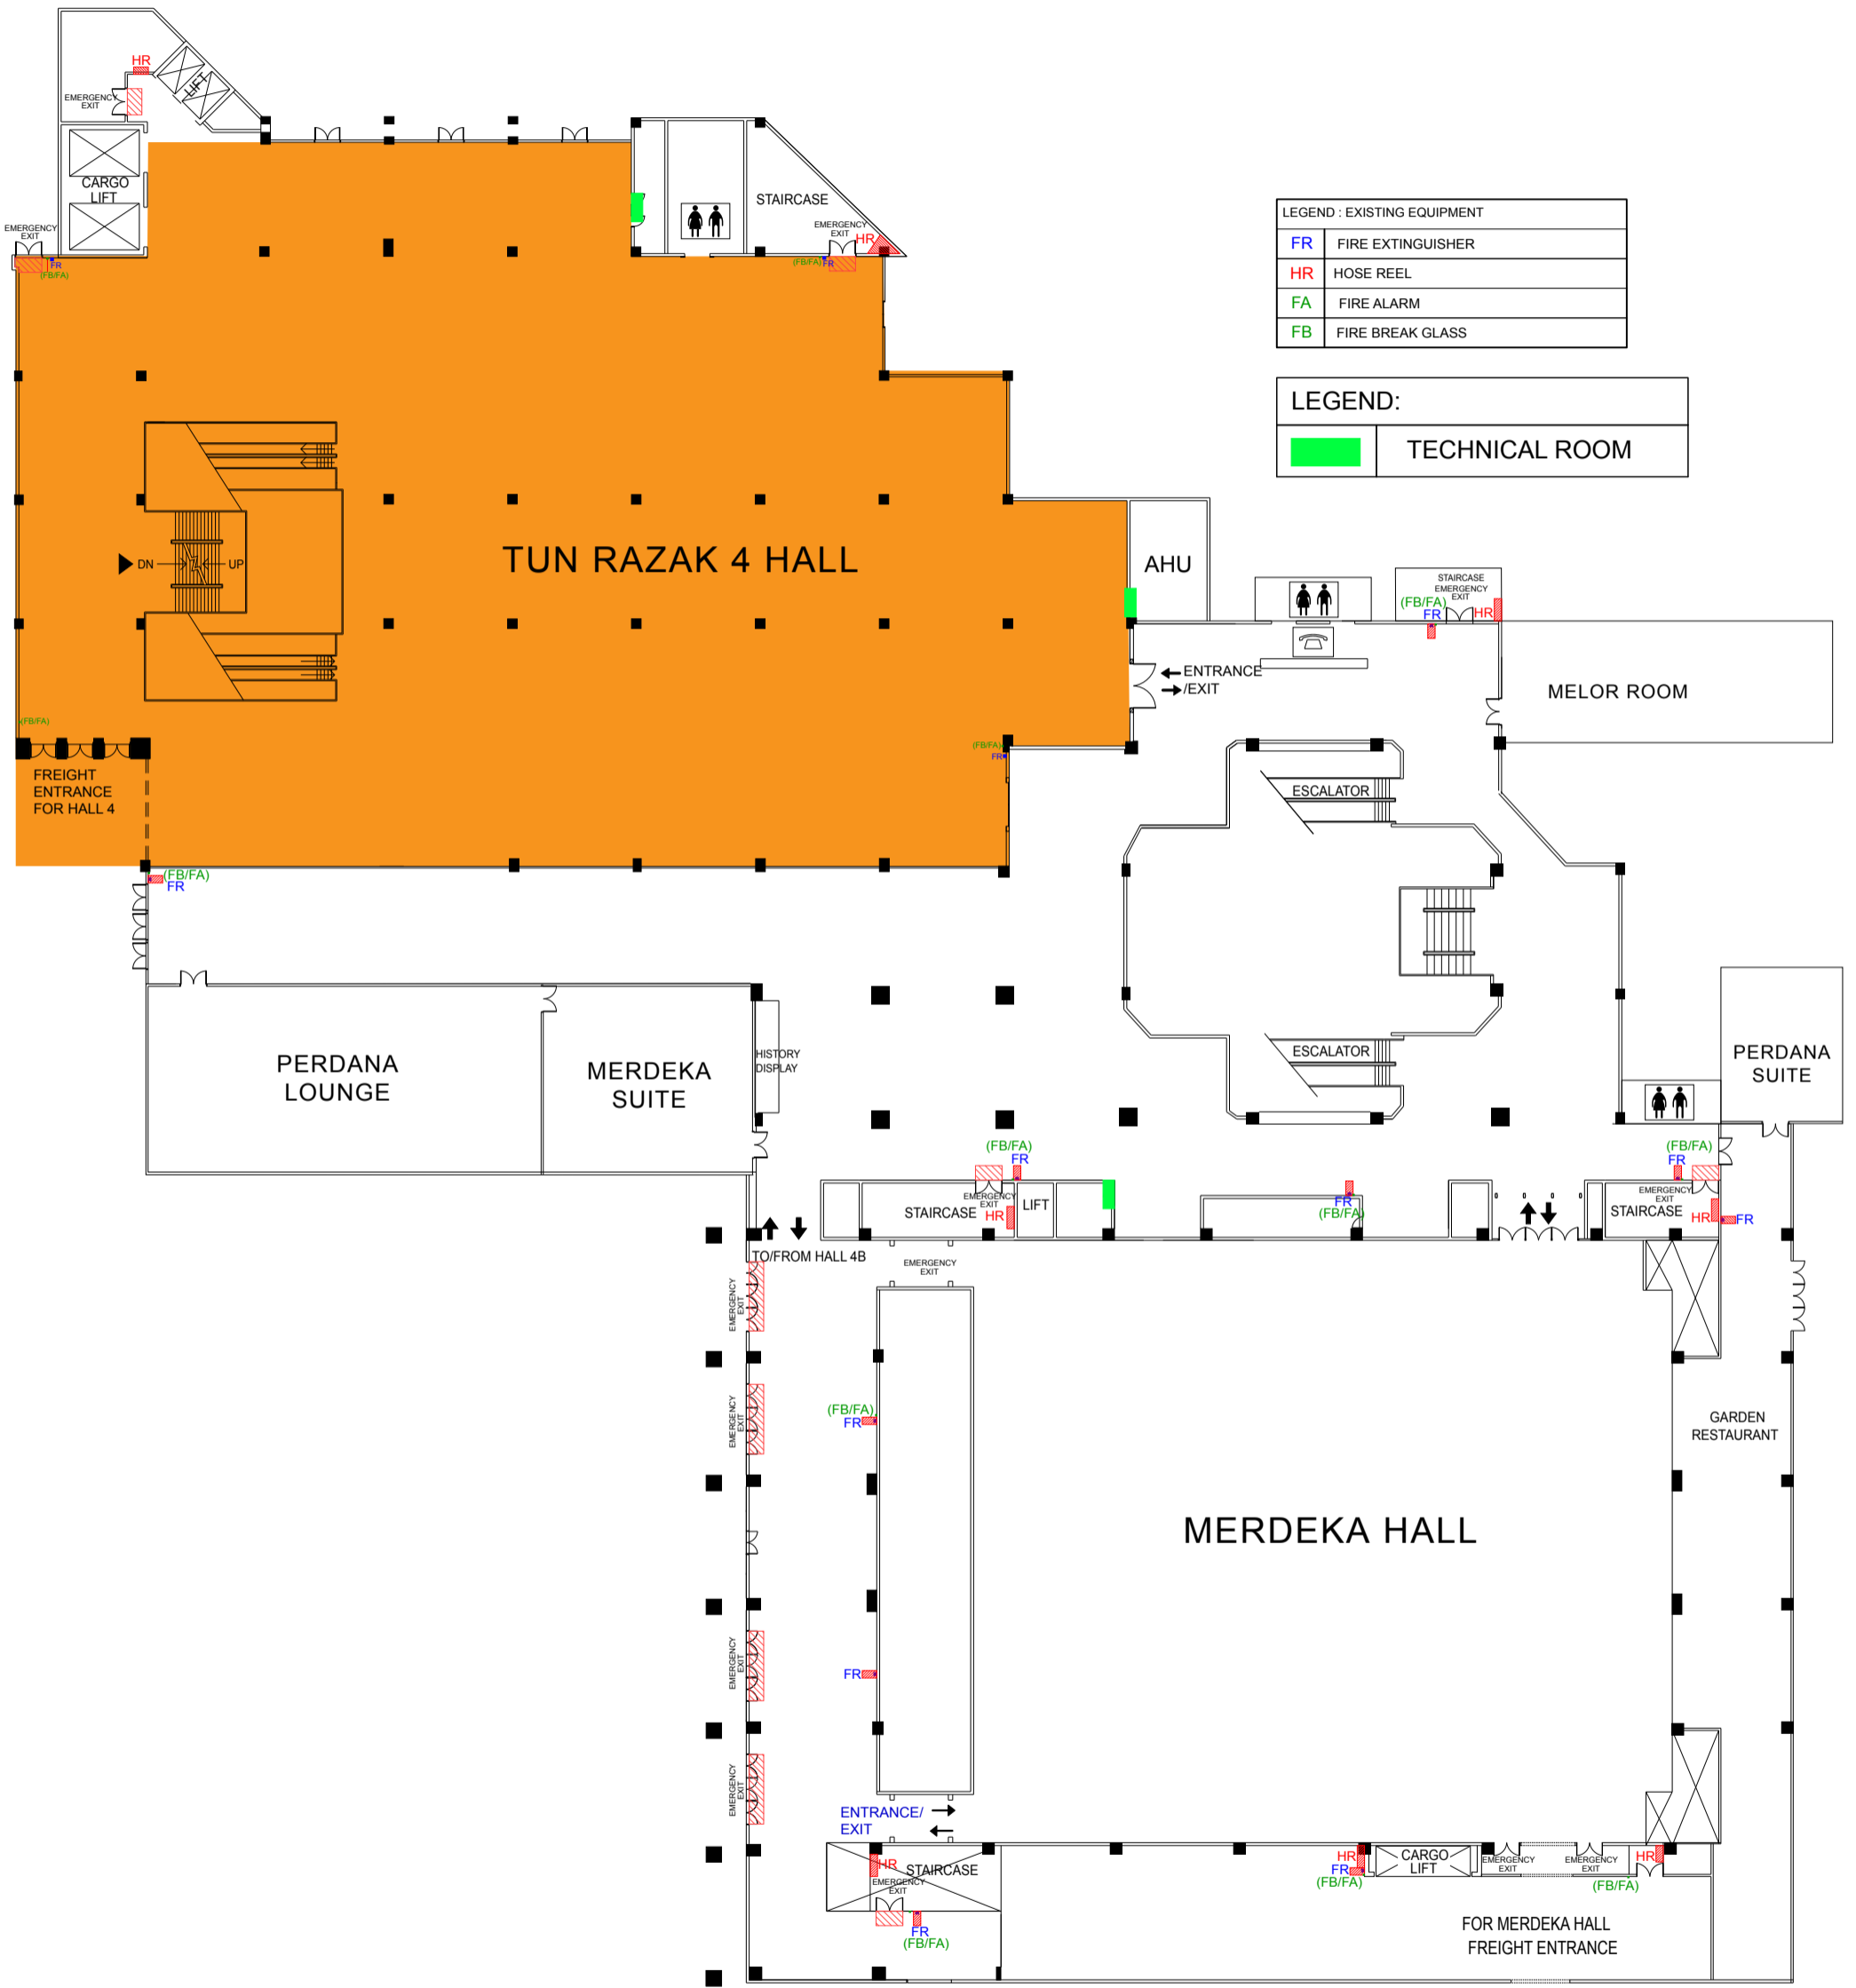 HR
LIFT
EMERGENCY
EXIT
CARGO
LIFT
STAIRCASE
EMERGENCY
EXIT
EMERGENCY
EXIT
HR
FR
(FB/FA)
(FB/FA)
FR
LEGEND : EXISTING EQUIPMENT
FR FIRE EXTINGUISHER
HR HOSE REEL
FA FIRE ALARM
FB FIRE BREAK GLASS
LEGEND:
TECHNICAL ROOM
TUN RAZAK 4 HALL
DN
UP
AHU
STAIRCASE
EMERGENCY
EXIT
(FB/FA)
FR
HR
ENTRANCE
/EXIT
MELOR ROOM
(FB/FA)
(FB/FA)
FR
FREIGHT
ENTRANCE
FOR HALL 4
ESCALATOR
(FB/FA)
FR
PERDANA
LOUNGE
MERDEKA
SUITE
HISTORY
DISPLAY
ESCALATOR
PERDANA
SUITE
(FB/FA)
FR
(FB/FA)
FR
EMERGENCY
EXIT
STAIRCASE
HR
LIFT
FR
(FB/FA)
EMERGENCY
EXIT
STAIRCASE
HR
FR
TO/FROM HALL 4B
EMERGENCY
EXIT
EMERGENCY
EXIT
EMERGENCY
EXIT
(FB/FA)
FR
GARDEN
RESTAURANT
MERDEKA HALL
EMERGENCY
EXIT
FR
EMERGENCY
EXIT
ENTRANCE/
EXIT
HR
STAIRCASE
EMERGENCY
EXIT
FR
(FB/FA)
HR
FR
(FB/FA)
CARGO
LIFT
EMERGENCY
EXIT
EMERGENCY
EXIT
HR
(FB/FA)
FOR MERDEKA HALL
FREIGHT ENTRANCE